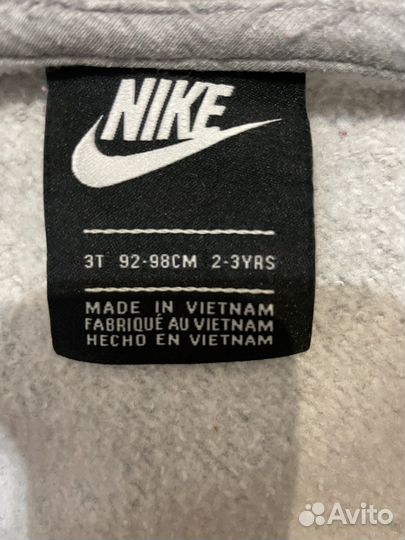 NIKE
3T 92-98CM 2-3YRS
MADE IN VIETNAM
FABRIQUÉ AU VIETNAM
HECHO EN VIETNAM
Avito